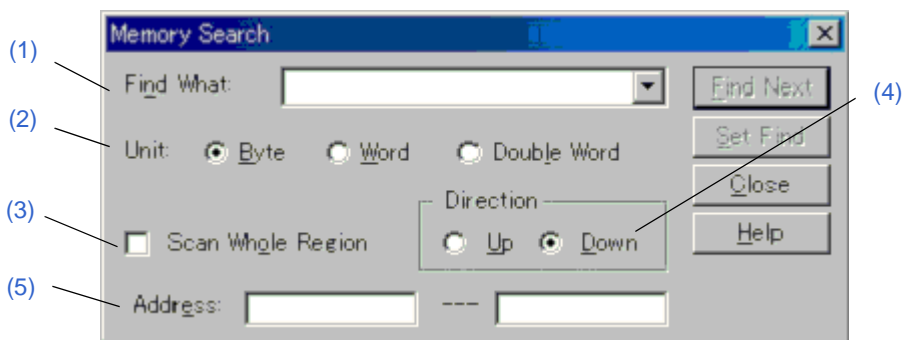 Memory Search
(1)
Find What:
Find Next
(4)
(2)
Unit: Byte Word Double Word
Set Find
Direction
Close
(3)
Scan Whole Region
Up Down
Help
(5)
Address: ---